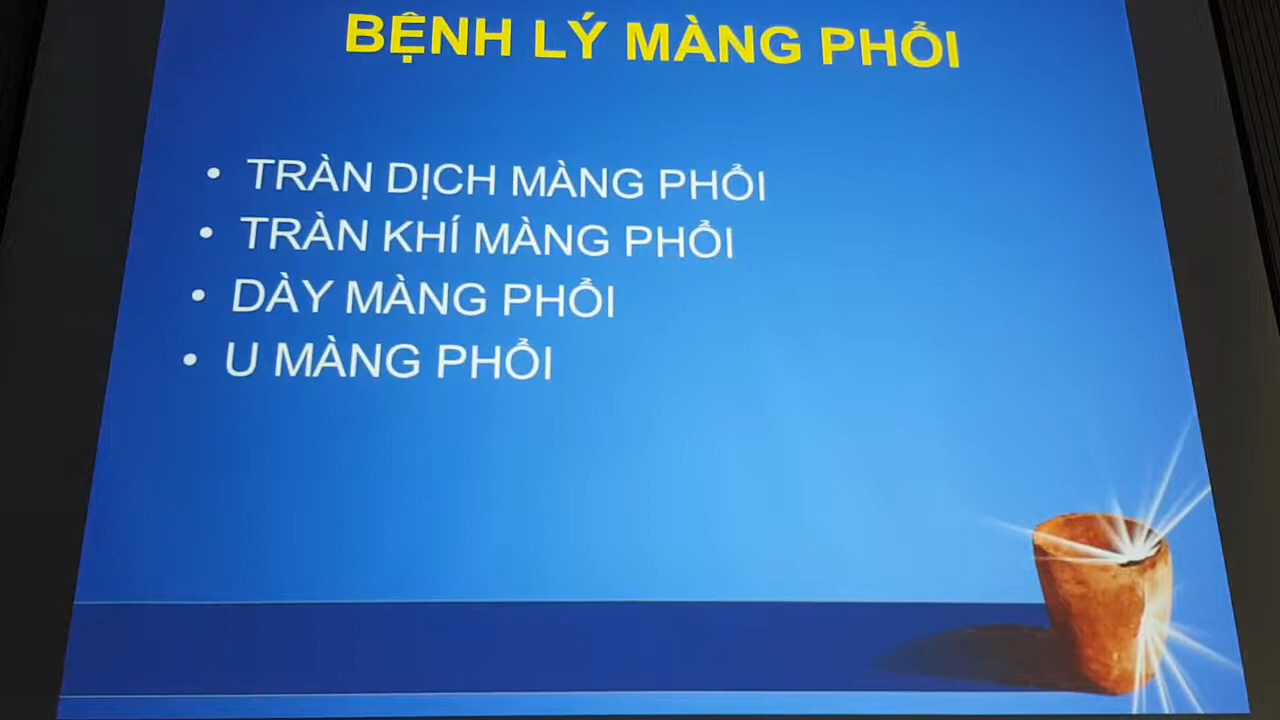 BỆNH LÝ MÀNG PHỔI
• TRÀN DỊCH MÀNG PHỔI
• TRÀN KHÍ MÀNG PHỔI
• DÀY MÀNG PHỔI
• U MÀNG PHỔI